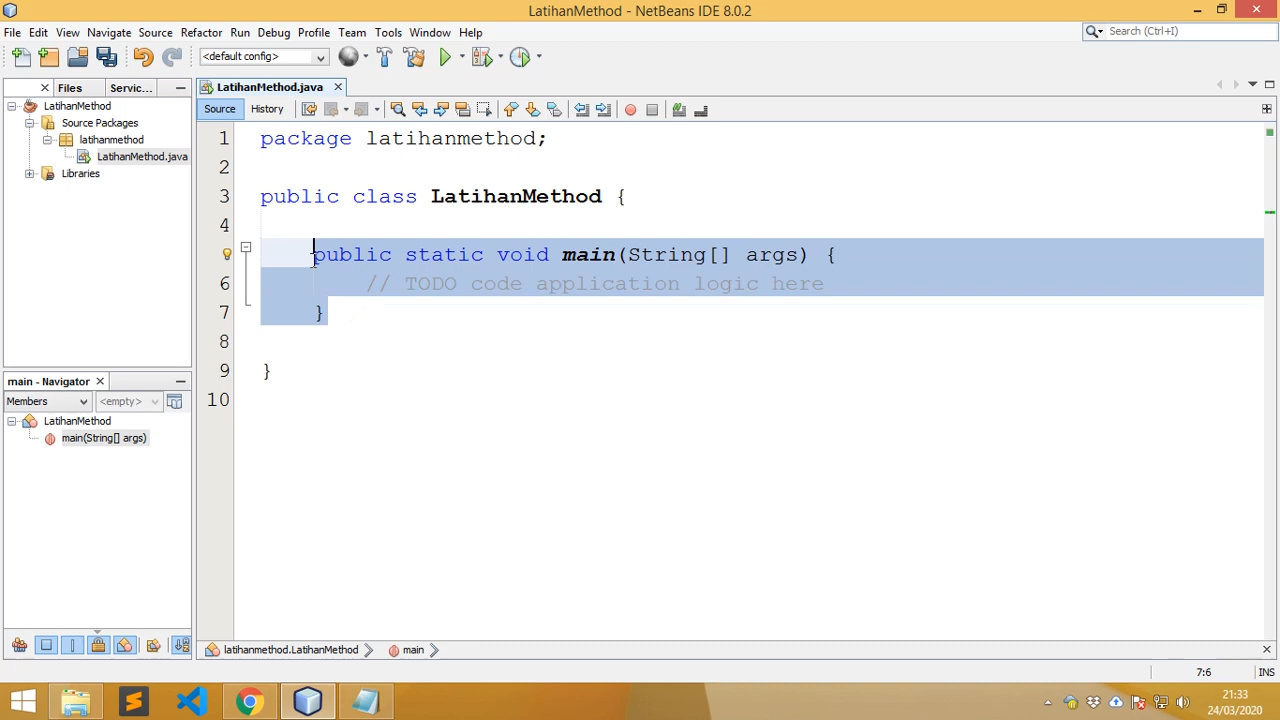 LatihanMethod - NetBeans IDE 8.0.2
File Edit View Navigate Source Refactor Run Debug Profile Team Tools Window Help
Search (Ctrl+I)
<default config>
Files Servic...
LatihanMethod.java
LatihanMethod
Source Packages
latihanmethod
LatihanMethod.java
Libraries
Source History
1 package latihanmethod;
2
3 public class LatihanMethod {
4
public static void main(String[] args) {
6 // TODO code application logic here
7 }
8
9 }
10
main - Navigator
Members <empty>
LatihanMethod
main(String[] args)
latihanmethod.LatihanMethod main
7:6 INS
21:33
24/03/2020